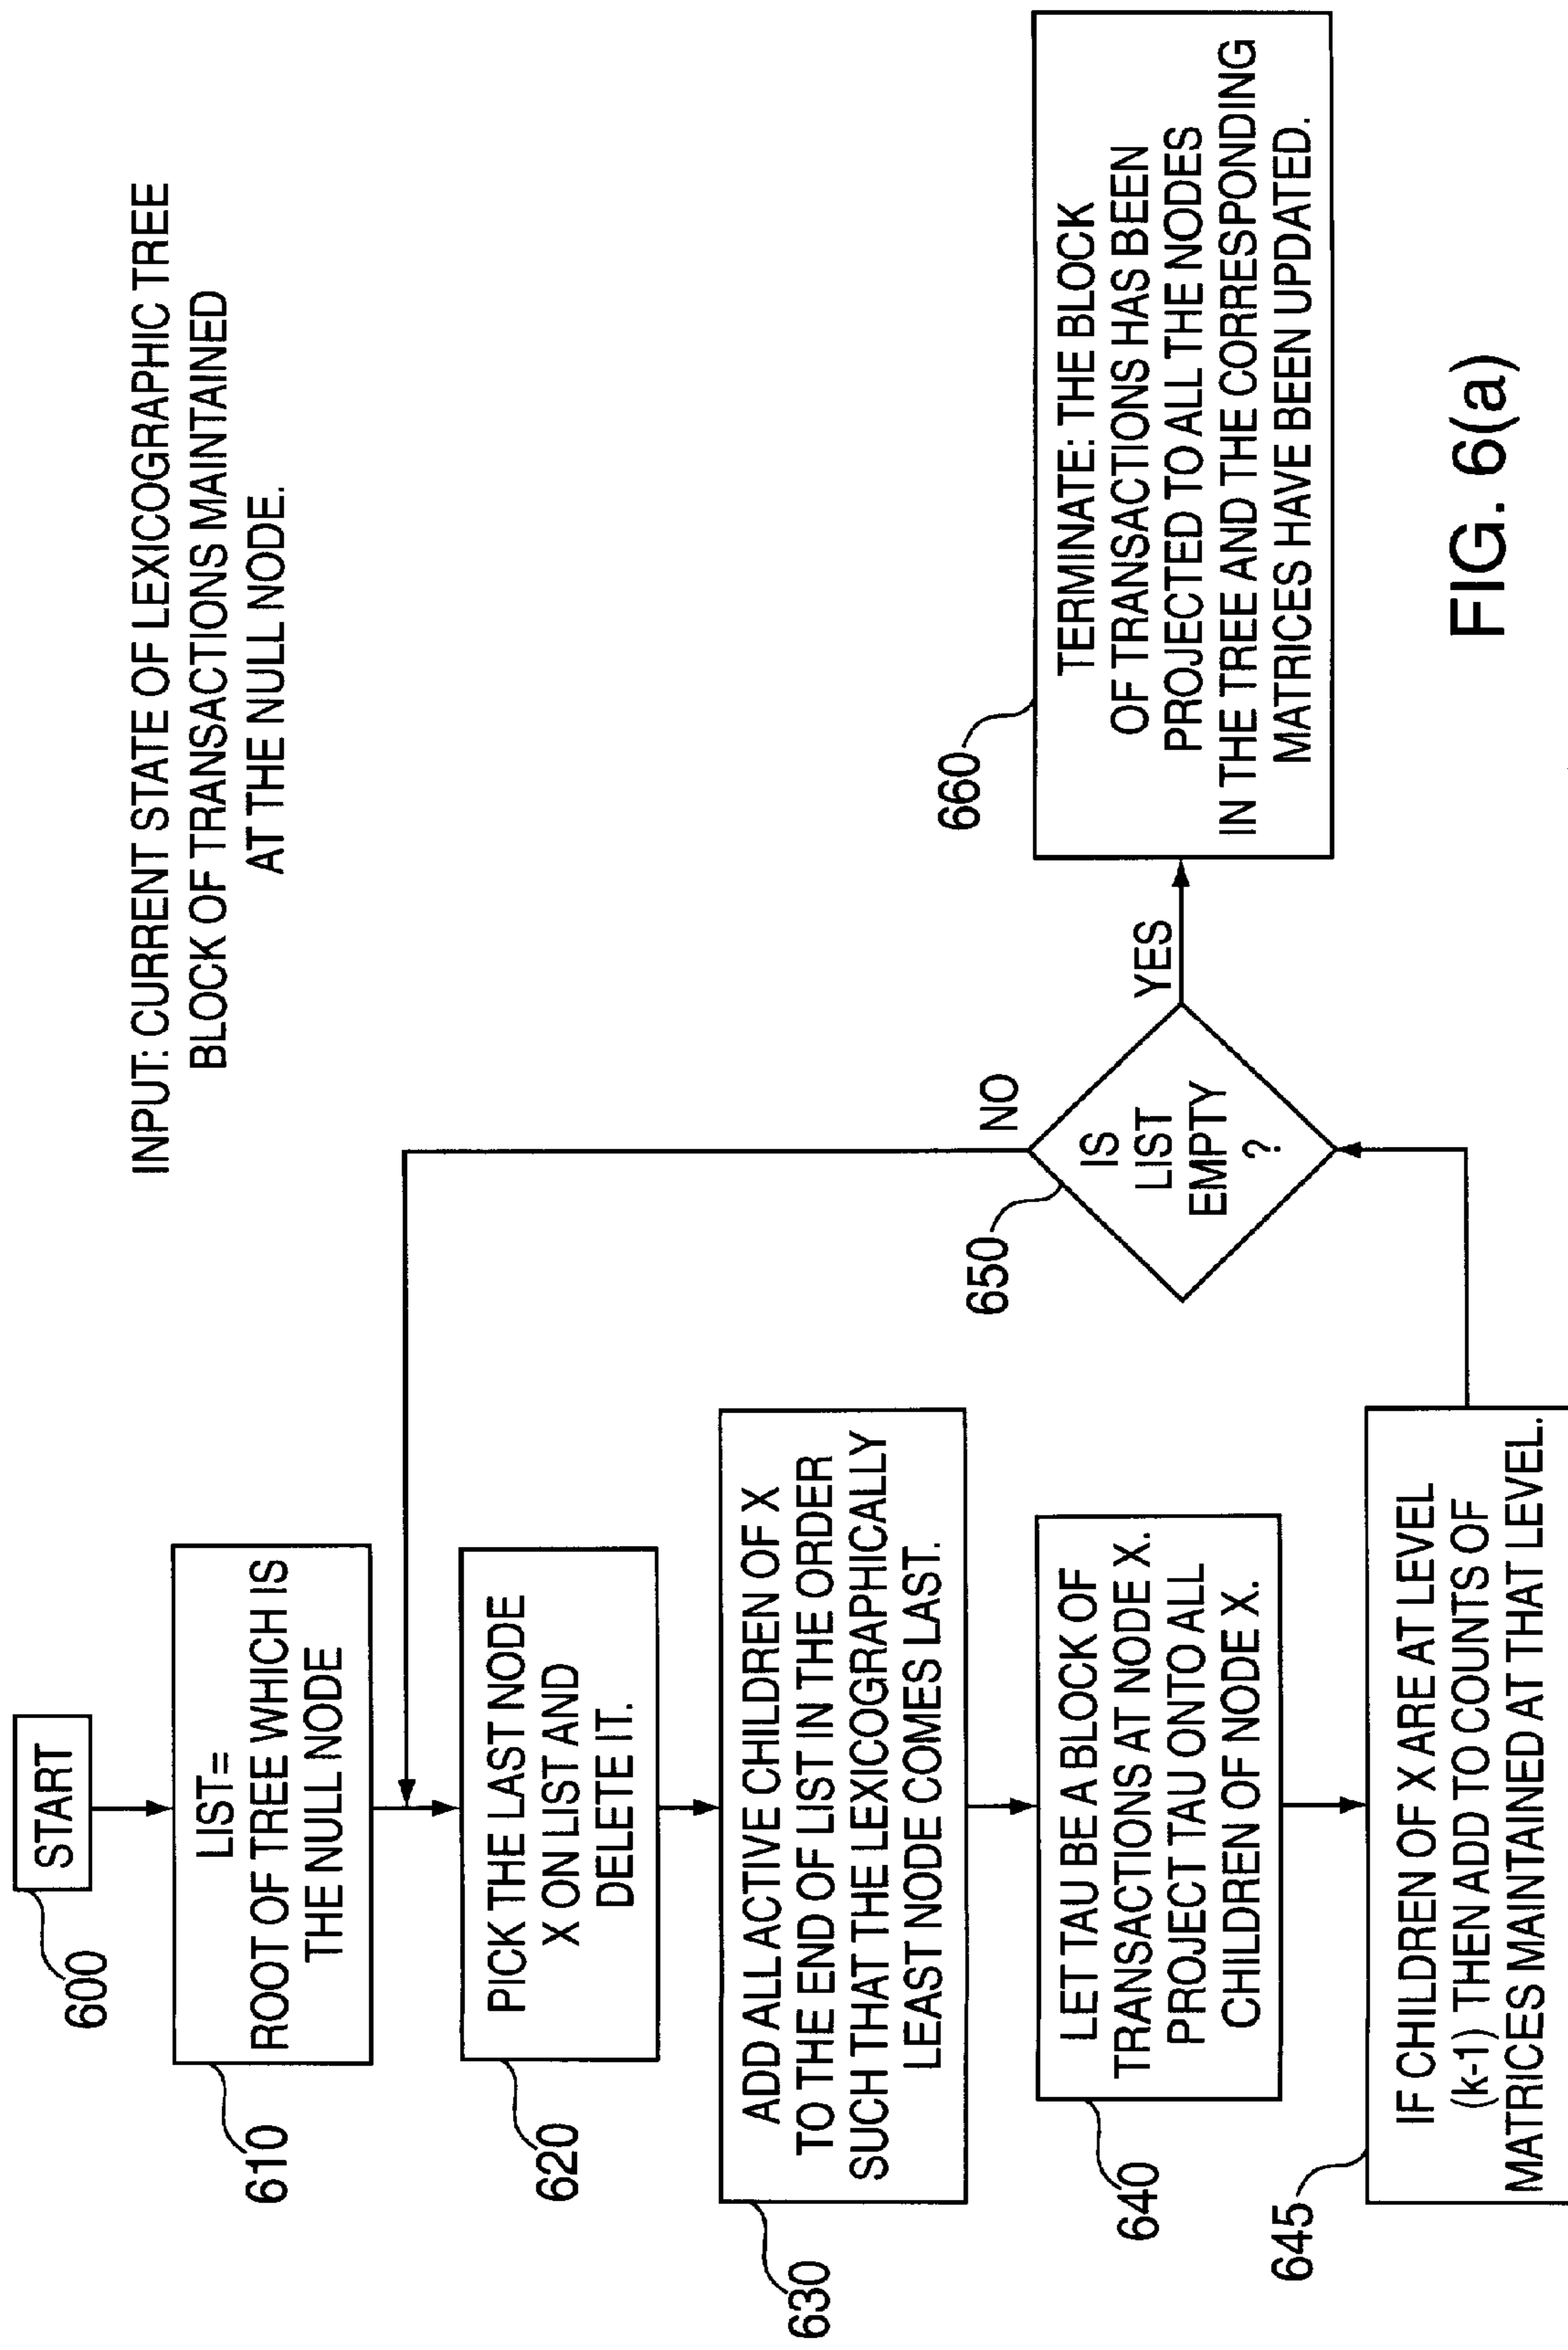 INPUT: CURRENT STATE OF LEXICOGRAPHIC TREE
BLOCK OF TRANSACTIONS MAINTAINED
AT THE NULL NODE.
START
600
LIST=
ROOT OF TREE WHICH IS
THE NULL NODE
610
PICK THE LAST NODE
X ON LIST AND
DELETE IT.
620
ADD ALL ACTIVE CHILDREN OF X
TO THE END OF LIST IN THE ORDER
SUCH THAT THE LEXICOGRAPHICALLY
LEAST NODE COMES LAST.
630
LET TAU BE A BLOCK OF
TRANSACTIONS AT NODE X.
PROJECT TAU ONTO ALL
CHILDREN OF NODE X.
640
IF CHILDREN OF X ARE AT LEVEL
(k-1) THEN ADD TO COUNTS OF
MATRICES MAINTAINED AT THAT LEVEL.
645
IS
LIST
EMPTY
?
650
NO
YES
TERMINATE: THE BLOCK
OF TRANSACTIONS HAS BEEN
PROJECTED TO ALL THE NODES
IN THE TREE AND THE CORRESPONDING
MATRICES HAVE BEEN UPDATED.
660
FIG. 6(a)